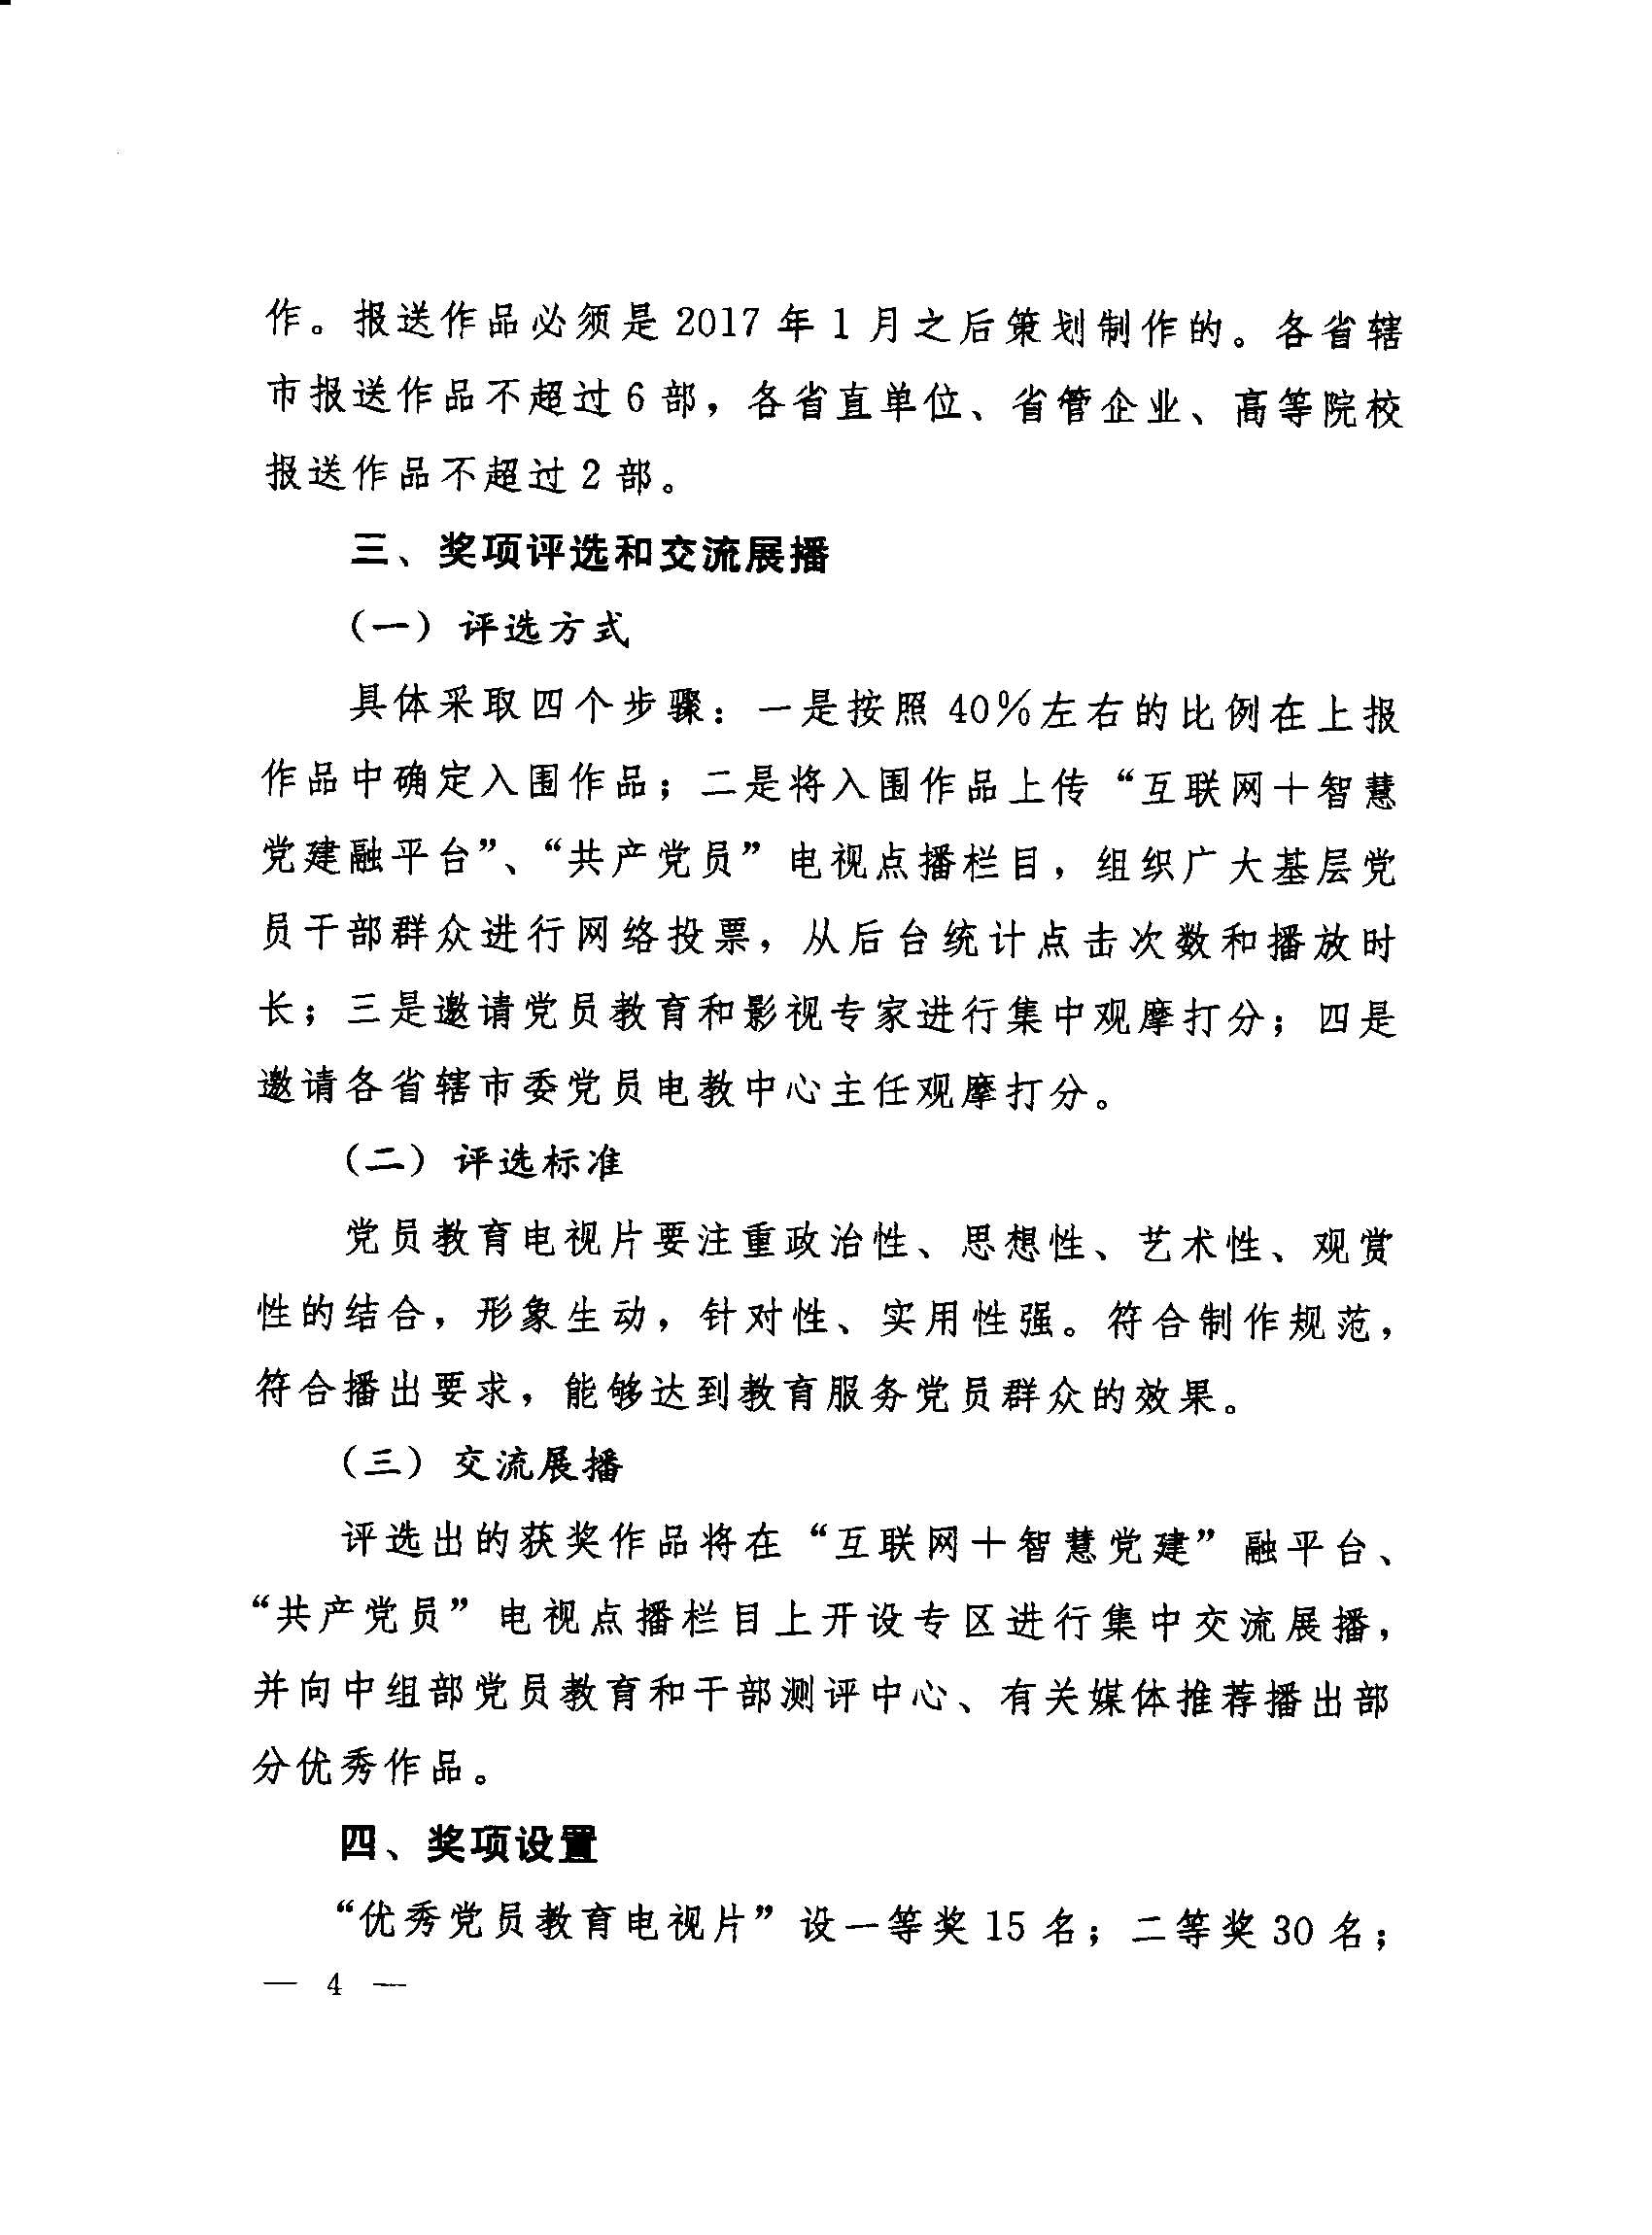 作。报送作品必须是2017年1月之后策划制作的。各省辖
市报送作品不超过6部，各省直单位、省管企业、高等院校
报送作品不超过2部。
三、奖项评选和交流展播
（一）评选方式
具体采取四个步骤：一是按照40%左右的比例在上报
作品中确定入围作品；二是将入围作品上传“互联网＋智慧
党建融平台”、“共产党员”电视点播栏目，组织广大基层党
员干部群众进行网络投票，从后台统计点击次数和播放时
长；三是邀请党员教育和影视专家进行集中观摩打分；四是
邀请各省辖市委党员电教中心主任观摩打分。
（二）评选标准
党员教育电视片要注重政治性、思想性、艺术性、观赏
性的结合，形象生动，针对性、实用性强。符合制作规范，
符合播出要求，能够达到教育服务党员群众的效果。
（三）交流展播
评选出的获奖作品将在“互联网＋智慧党建”融平台、
“共产党员”电视点播栏目上开设专区进行集中交流展播，
并向中组部党员教育和干部测评中心、有关媒体推荐播出部
分优秀作品。
四、奖项设置
“优秀党员教育电视片”设一等奖15名；二等奖30名；
— 4 —